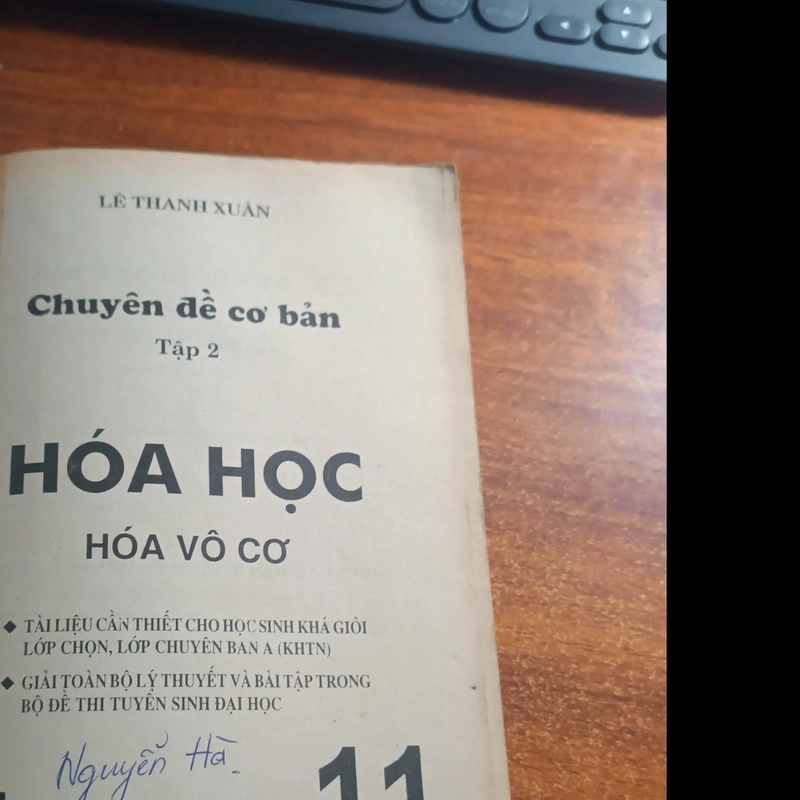 LÊ THANH XUÂN
Chuyên đề cơ bản
Tập 2
HÓA HỌC
HÓA VÔ CƠ
◆ TÀI LIỆU CẦN THIẾT CHO HỌC SINH KHÁ GIỎI
LỚP CHỌN, LỚP CHUYÊN BAN A (KHTN)
◆ GIẢI TOÀN BỘ LÝ THUYẾT VÀ BÀI TẬP TRONG
BỘ ĐỀ THI TUYỂN SINH ĐẠI HỌC
Nguyễn Hà
11